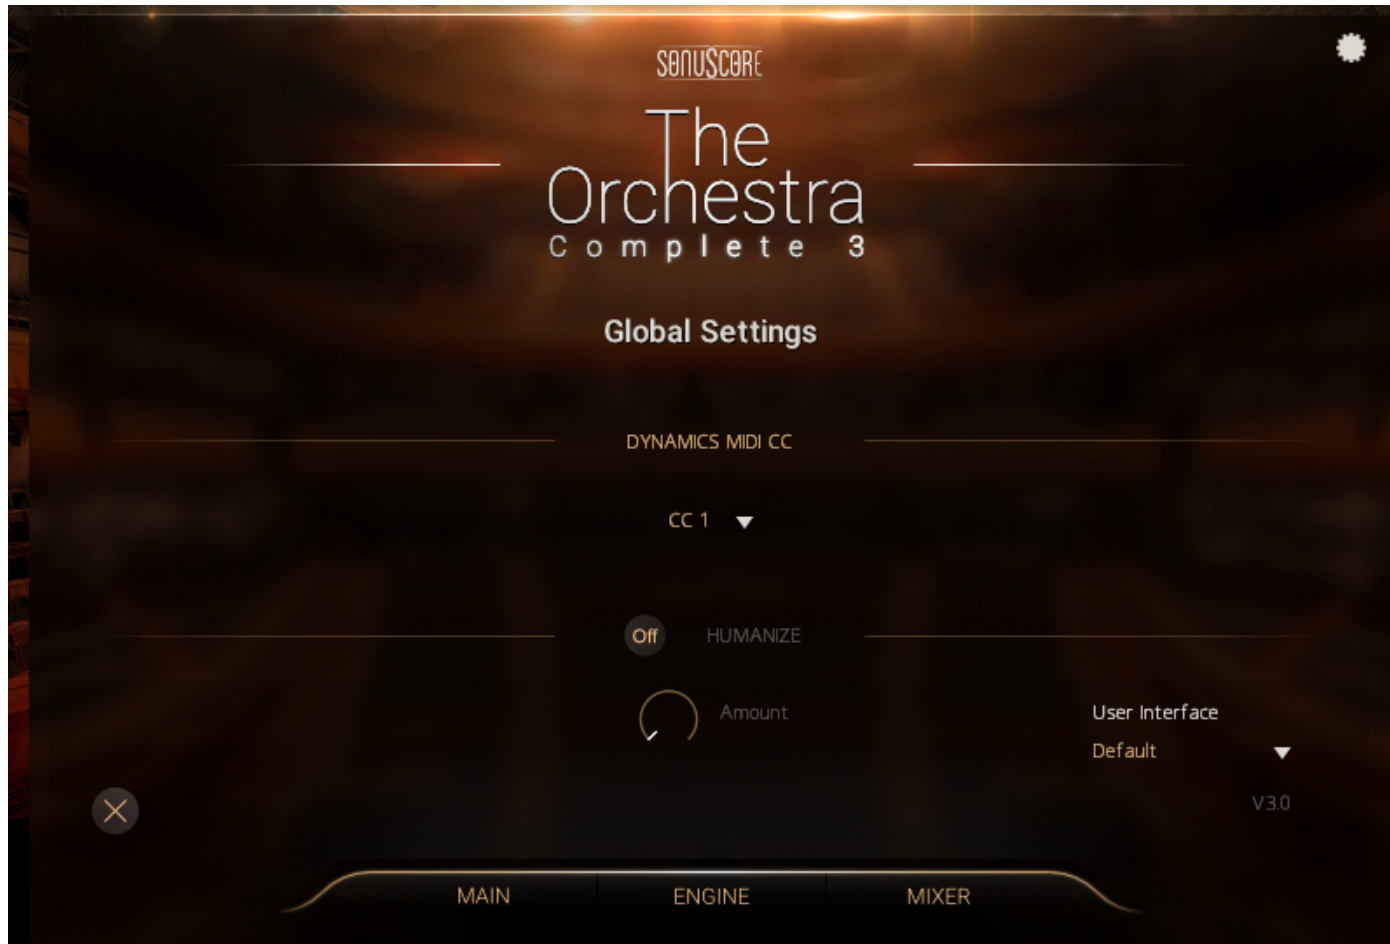 SONUSCORE
The
Orchestra
Complete 3
Global Settings
DYNAMICS MIDI CC
CC 1
Off HUMANIZE
Amount
User Interface
Default
V3.0
MAIN ENGINE MIXER